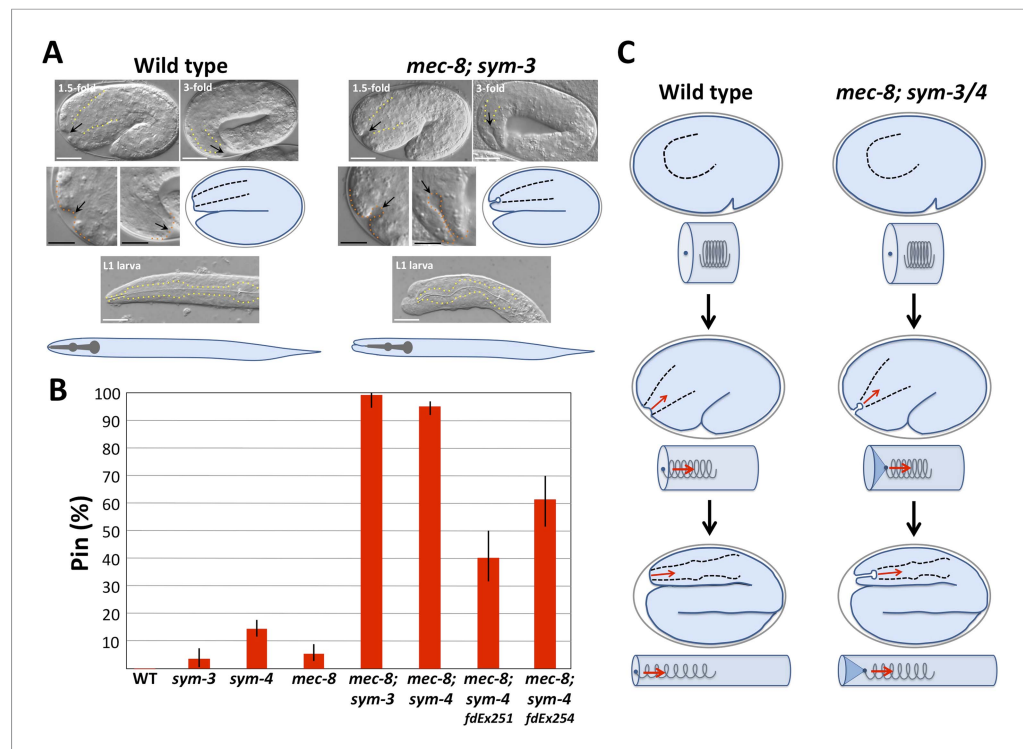 A
Wild type
mec-8; sym-3
1.5-fold
3-fold
1.5-fold
3-fold
L1 larva
L1 larva
B
Pin (%)
100
90
80
70
60
50
40
30
20
10
WT
sym-3
sym-4
mec-8
mec-8;
sym-3
mec-8;
sym-4
mec-8;
sym-4
fdEx251
mec-8;
sym-4
fdEx254
C
Wild type
mec-8; sym-3/4